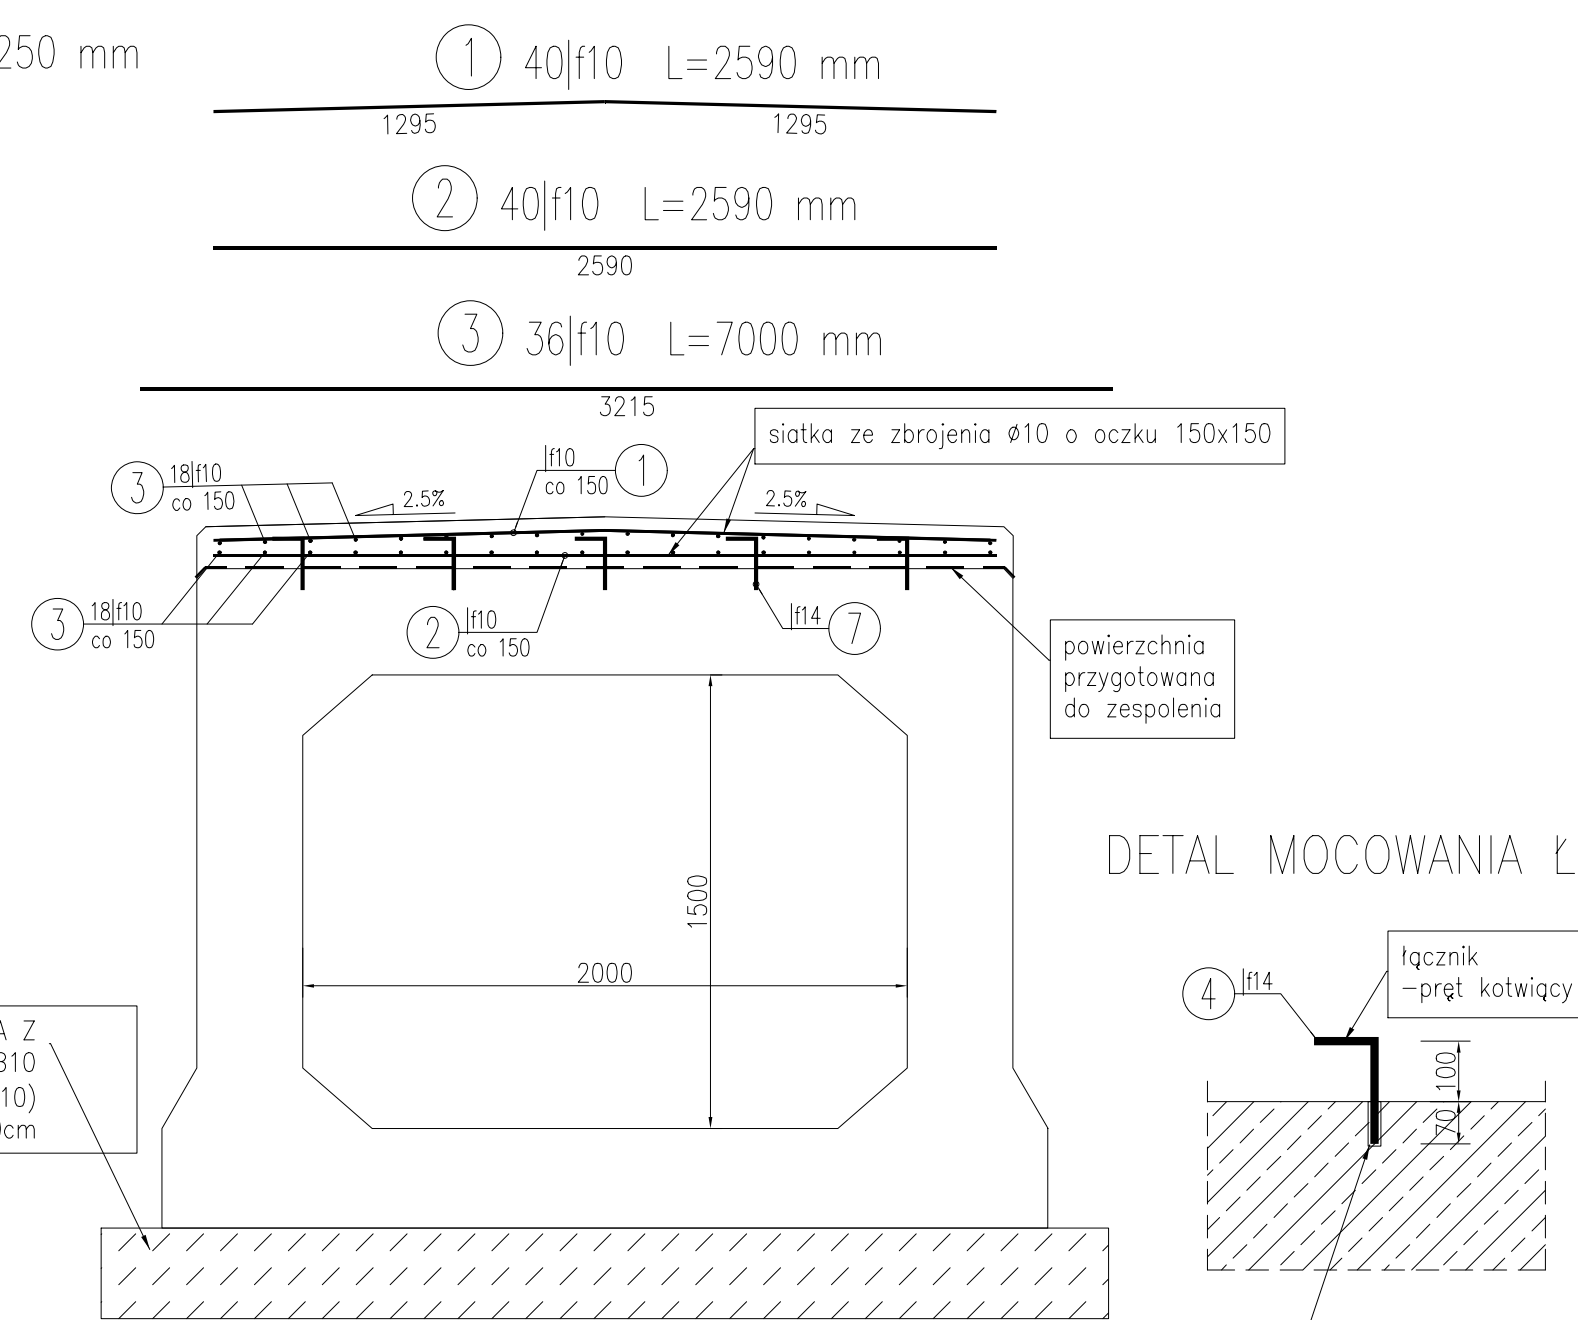 250 mm
1 40|f10 L=2590 mm
1295 1295
2 40|f10 L=2590 mm
2590
3 36|f10 L=7000 mm
3215
siatka ze zbrojenia ø10 o oczku 150x150
3 18|f10
co 150
|f10
co 150 1
2.5% 2.5%
3 18|f10
co 150
2 |f10
co 150
|f14 7
powierzchnia
przygotowana
do zespolenia
1500
2000
DETAL MOCOWANIA Ł
łącznik
-pręt kotwiący
4 |f14
100
70
A Z
310
10)
cm